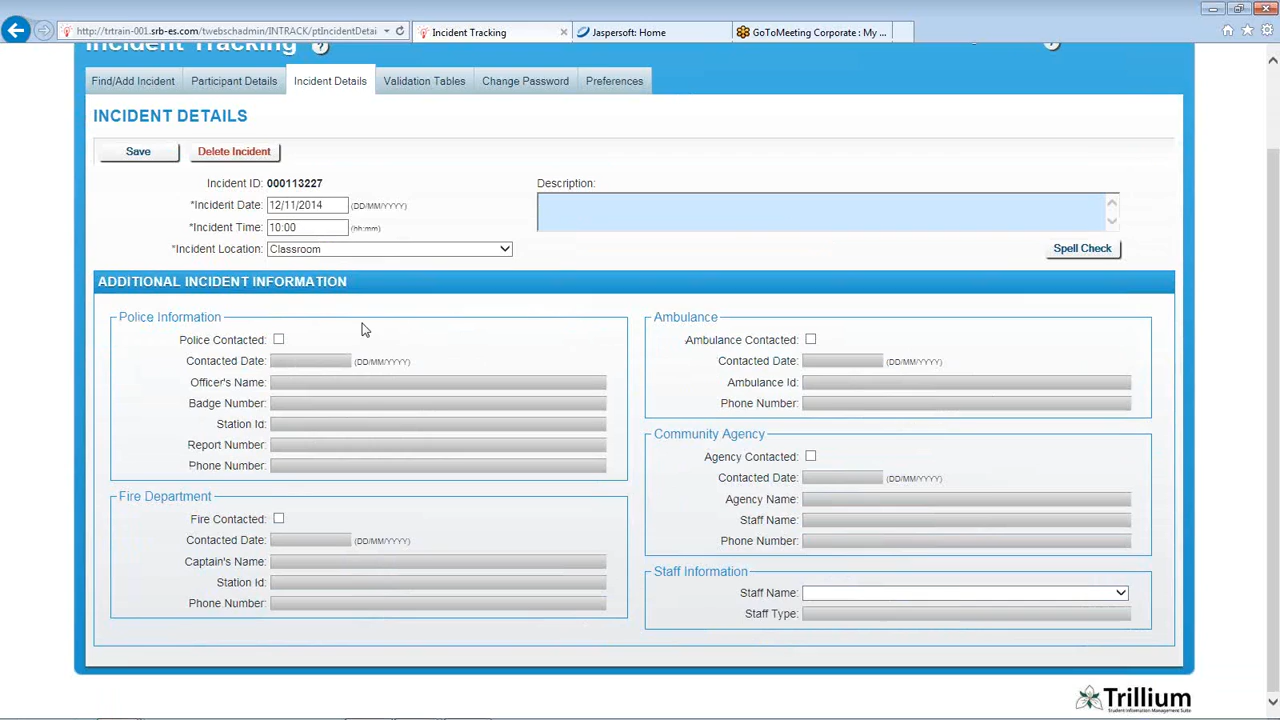 http://trtrain-001.srb-es.com/twebschadmin/INTRACK/ptIncidentDetai
Incident Tracking
Jaspersoft: Home
GoToMeeting Corporate : My ...
Incident Tracking
Find/Add Incident
Participant Details
Incident Details
Validation Tables
Change Password
Preferences
INCIDENT DETAILS
Save
Delete Incident
Incident ID: 000113227
Description:
*Incident Date: 12/11/2014 (DD/MM/YYYY)
*Incident Time: 10:00 (hh:mm)
*Incident Location: Classroom
Spell Check
ADDITIONAL INCIDENT INFORMATION
Police Information
Police Contacted:
Contacted Date: (DD/MM/YYYY)
Officer's Name:
Badge Number:
Station Id:
Report Number:
Phone Number:
Fire Department
Fire Contacted:
Contacted Date: (DD/MM/YYYY)
Captain's Name:
Station Id:
Phone Number:
Ambulance
Ambulance Contacted:
Contacted Date: (DD/MM/YYYY)
Ambulance Id:
Phone Number:
Community Agency
Agency Contacted:
Contacted Date: (DD/MM/YYYY)
Agency Name:
Staff Name:
Phone Number:
Staff Information
Staff Name:
Staff Type:
Trillium
Student Information Management Suite